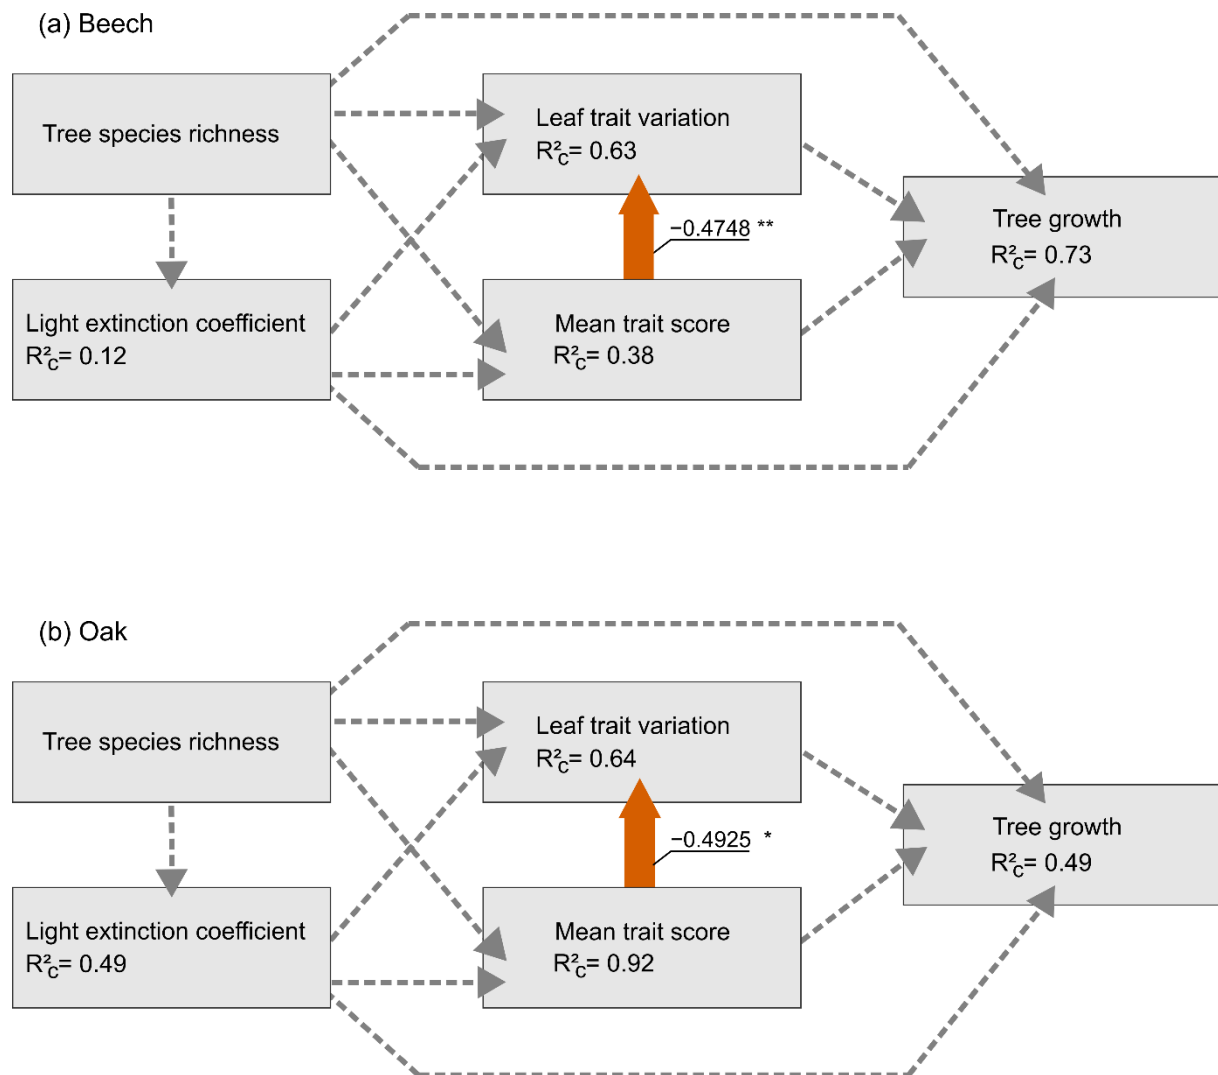 (a) Beech
Tree species richness
Leaf trait variation
R²c= 0.63
Tree growth
R²c= 0.73
−0.4748 **
Light extinction coefficient
R²c= 0.12
Mean trait score
R²c= 0.38
(b) Oak
Tree species richness
Leaf trait variation
R²c= 0.64
Tree growth
R²c= 0.49
−0.4925 *
Light extinction coefficient
R²c= 0.49
Mean trait score
R²c= 0.92